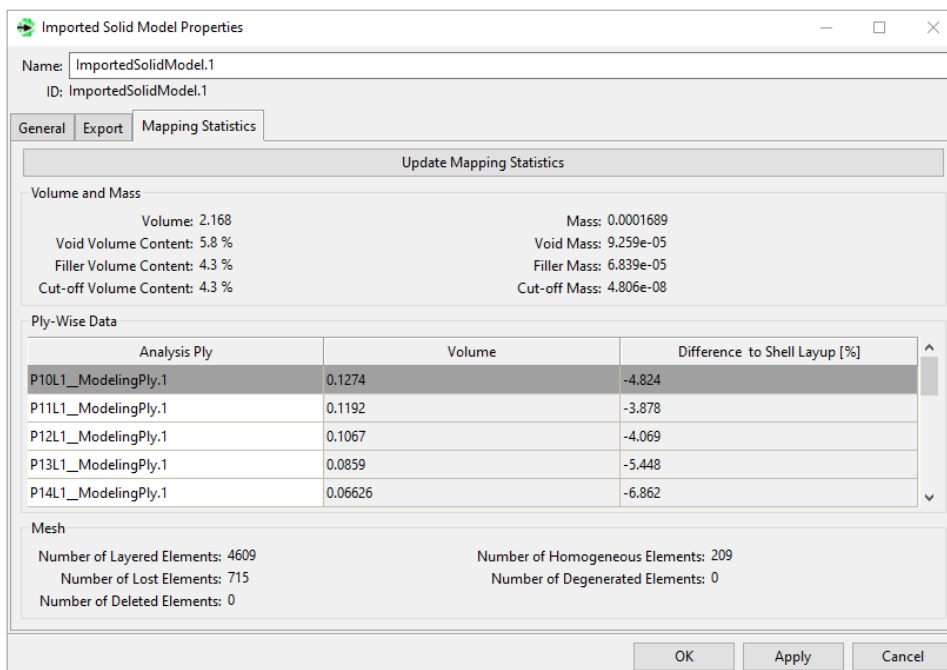 Imported Solid Model Properties
Name: ImportedSolidModel.1
ID: ImportedSolidModel.1
General Export Mapping Statistics
Update Mapping Statistics
Volume and Mass
Volume: 2.168 Mass: 0.0001689
Void Volume Content: 5.8 % Void Mass: 9.259e-05
Filler Volume Content: 4.3 % Filler Mass: 6.839e-05
Cut-off Volume Content: 4.3 % Cut-off Mass: 4.806e-08
Ply-Wise Data
Analysis Ply Volume Difference to Shell Layup [%]
P10L1__ModelingPly.1 0.1274 -4.824
P11L1__ModelingPly.1 0.1192 -3.878
P12L1__ModelingPly.1 0.1067 -4.069
P13L1__ModelingPly.1 0.0859 -5.448
P14L1__ModelingPly.1 0.06626 -6.862
Mesh
Number of Layered Elements: 4609 Number of Homogeneous Elements: 209
Number of Lost Elements: 715 Number of Degenerated Elements: 0
Number of Deleted Elements: 0
OK Apply Cancel